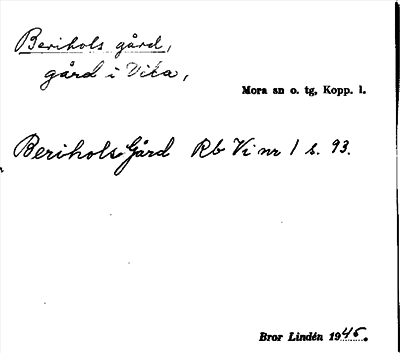 Berihols gård,
gård i Vika,
Mora sn o. tg, Kopp. l.
Berihols Gård Rb Vi nr 1 s. 93.
Bror Lindén 1945.